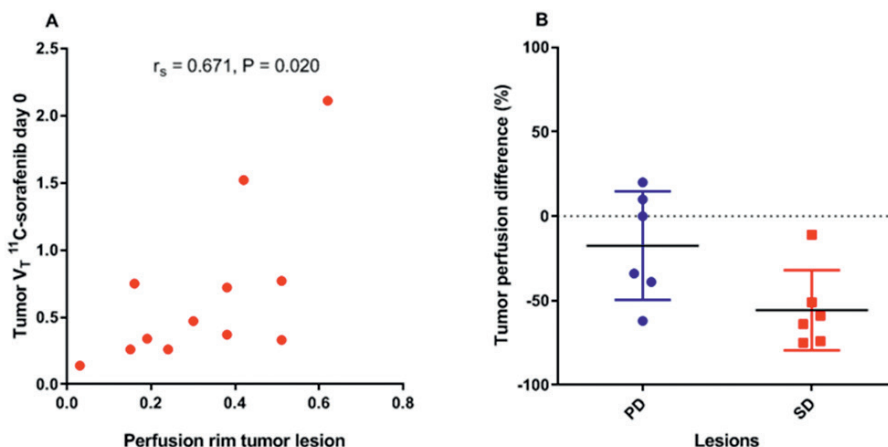 A
r_s = 0.671, P = 0.020
Tumor V_T ¹¹C-sorafenib day 0
2.5
2.0
1.5
1.0
0.5
0.0
0.0 0.2 0.4 0.6 0.8
Perfusion rim tumor lesion
B
Tumor perfusion difference (%)
100
50
0
-50
-100
PD SD
Lesions